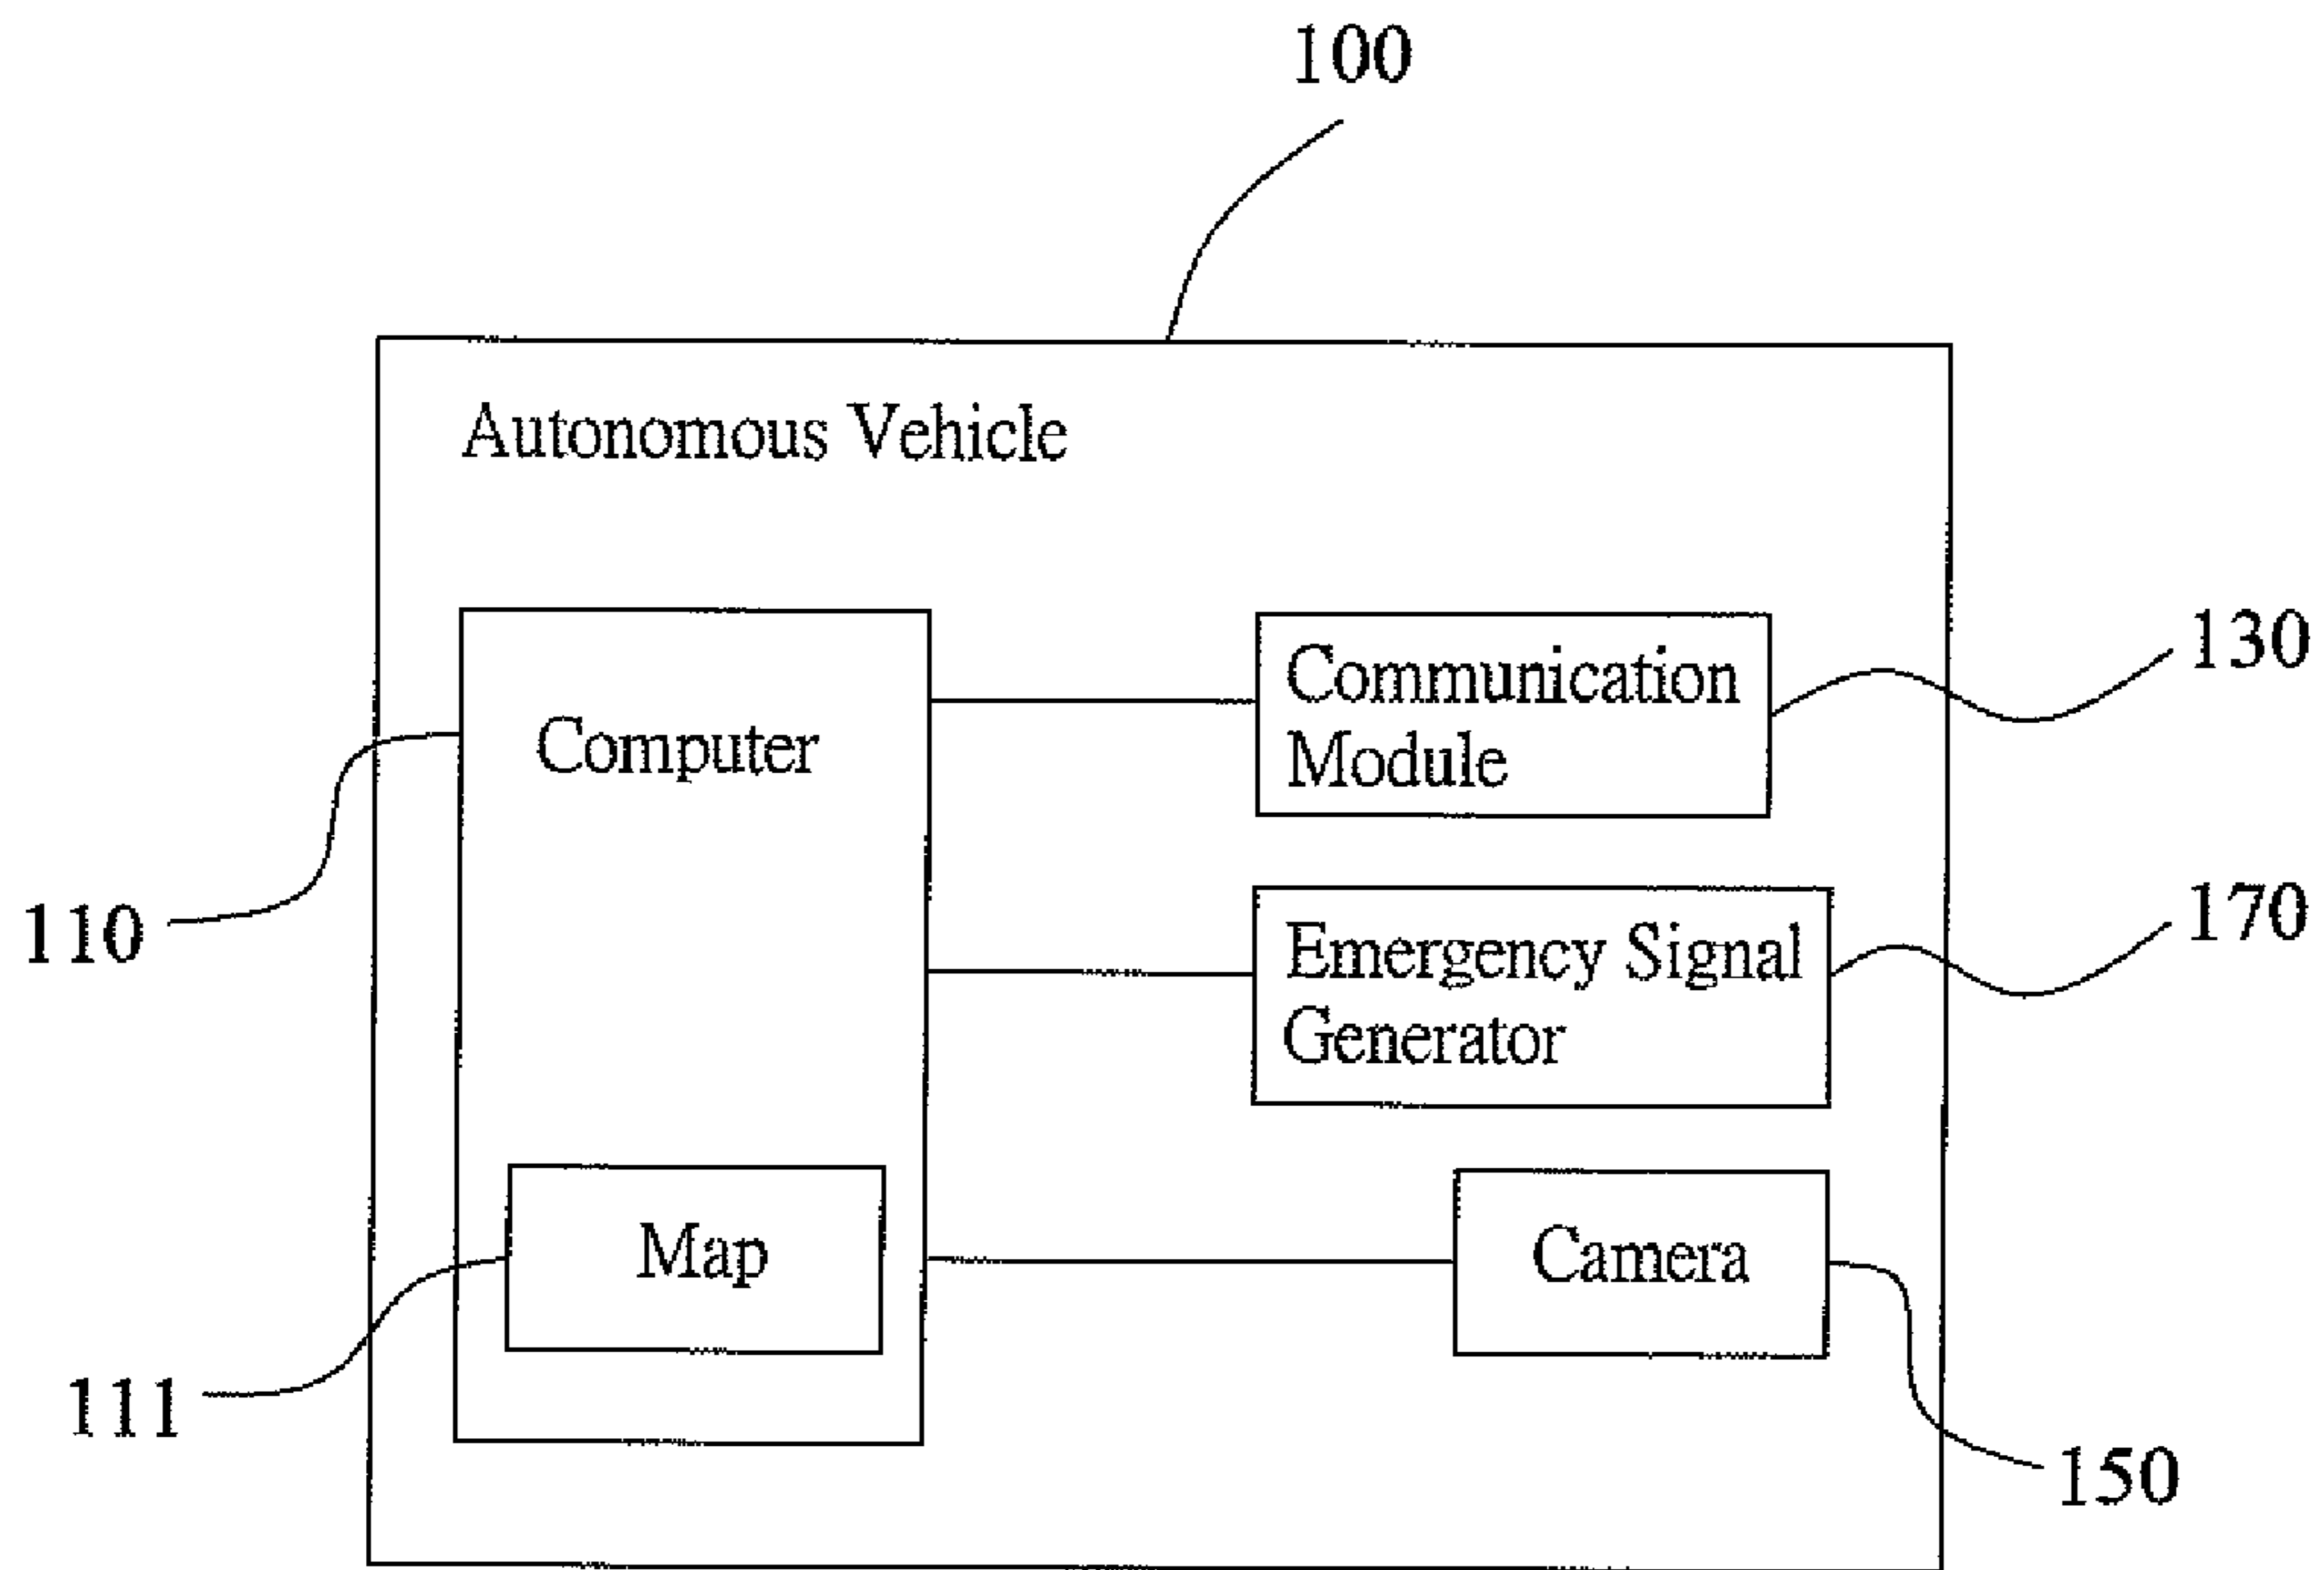 100
Autonomous Vehicle
Computer
Communication
Module
130
110
Emergency Signal
Generator
170
Map
Camera
111
150